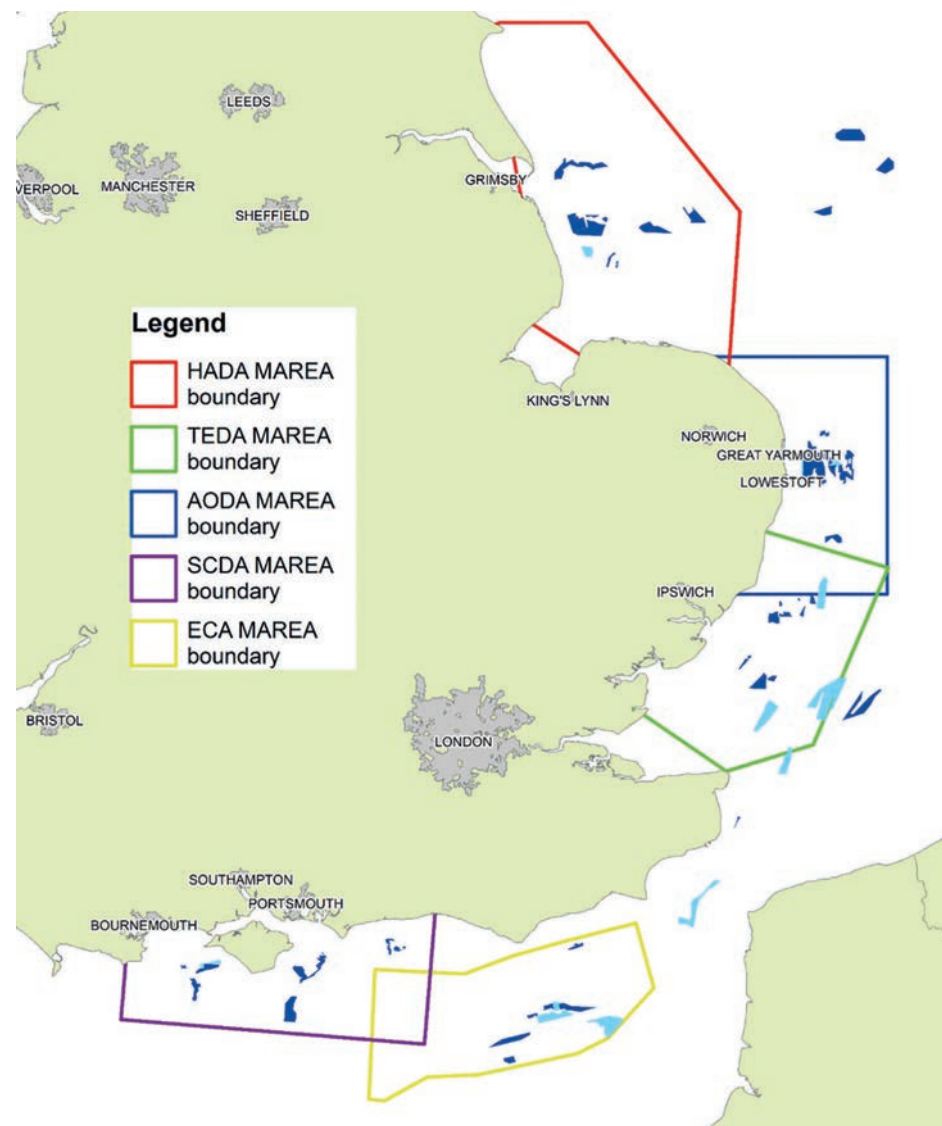 LEEDS
VERPOOL
MANCHESTER
GRIMSBY
SHEFFIELD
Legend
HADA MAREA
boundary
TEDA MAREA
boundary
AODA MAREA
boundary
SCDA MAREA
boundary
ECA MAREA
boundary
KING'S LYNN
NORWICH
GREAT YARMOUTH
LOWESTOFT
IPSWICH
BRISTOL
LONDON
SOUTHAMPTON
PORTSMOUTH
BOURNEMOUTH